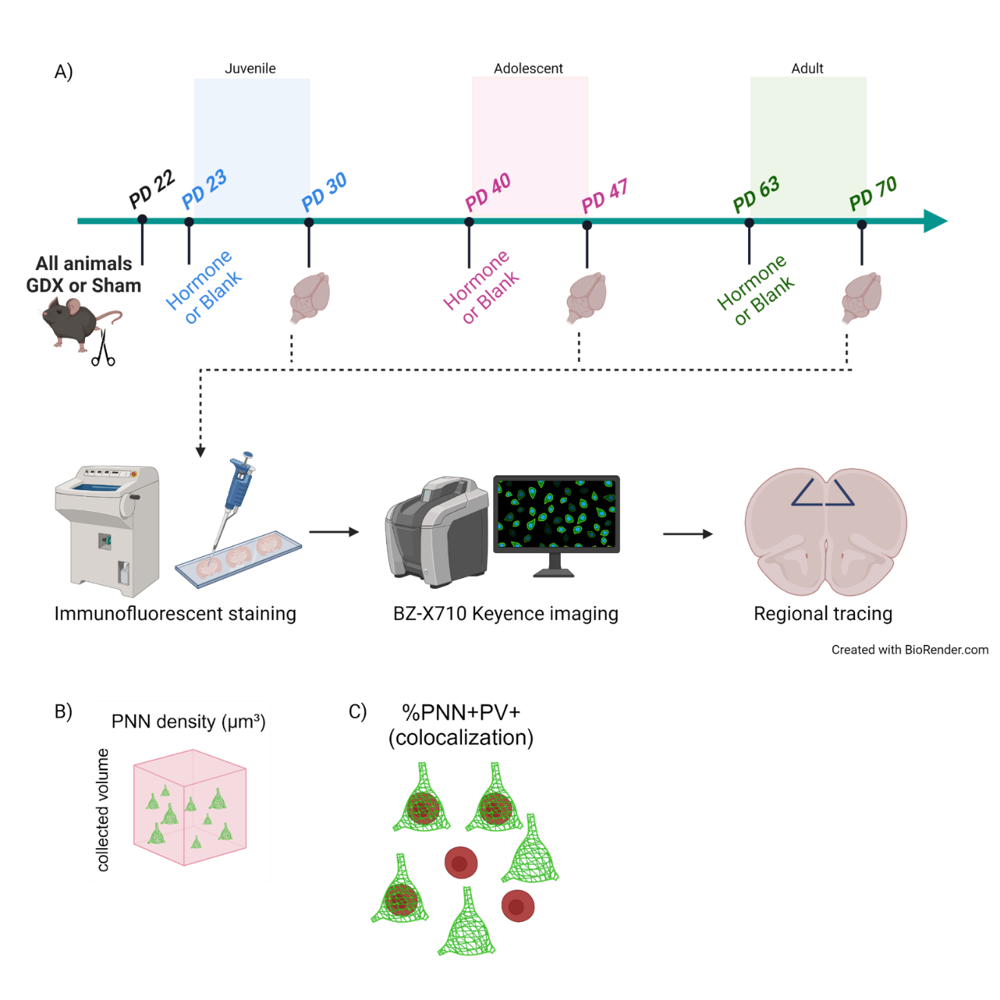 A)
Juvenile
Adolescent
Adult
PD 22
PD 23
PD 30
PD 40
PD 47
PD 63
PD 70
All animals
GDX or Sham
Hormone
or Blank
Hormone
or Blank
Hormone
or Blank
Immunofluorescent staining
BZ-X710 Keyence imaging
Regional tracing
Created with BioRender.com
B)
PNN density (μm³)
collected volume
C)
%PNN+PV+
(colocalization)